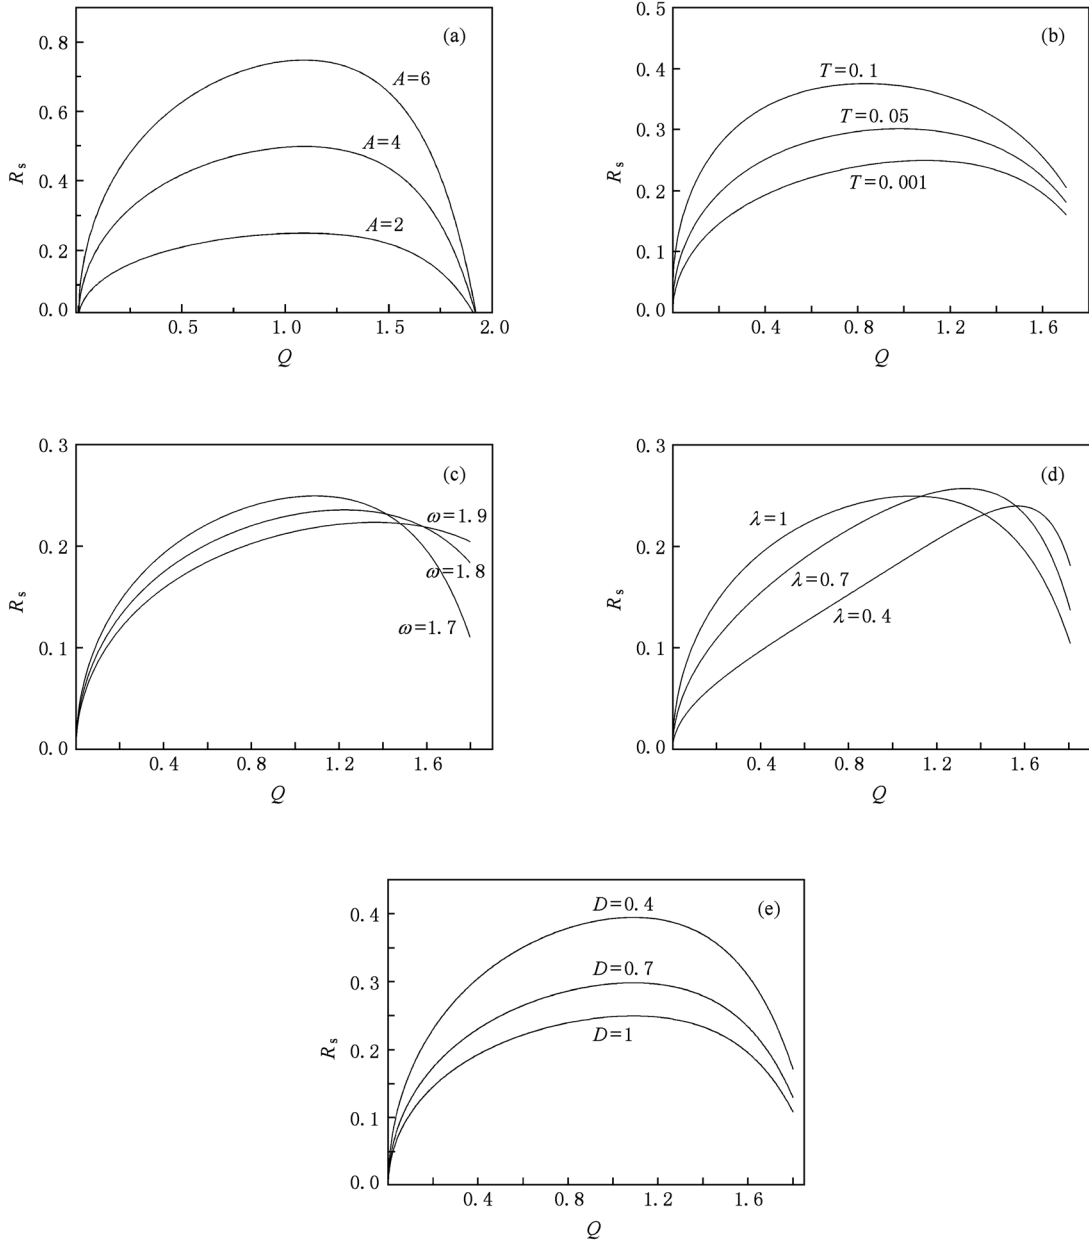 (a)
0.8
0.6
0.4
0.2
0.0
R_s
A=6
A=4
A=2
0.5 1.0 1.5 2.0
Q
(b)
0.5
0.4
0.3
0.2
0.1
0.0
R_s
T=0.1
T=0.05
T=0.001
0.4 0.8 1.2 1.6
Q
(c)
0.3
0.2
0.1
0.0
R_s
ω=1.9
ω=1.8
ω=1.7
0.4 0.8 1.2 1.6
Q
(d)
0.3
0.2
0.1
0.0
R_s
λ=1
λ=0.7
λ=0.4
0.4 0.8 1.2 1.6
Q
(e)
0.4
0.3
0.2
0.1
0.0
R_s
D=0.4
D=0.7
D=1
0.4 0.8 1.2 1.6
Q